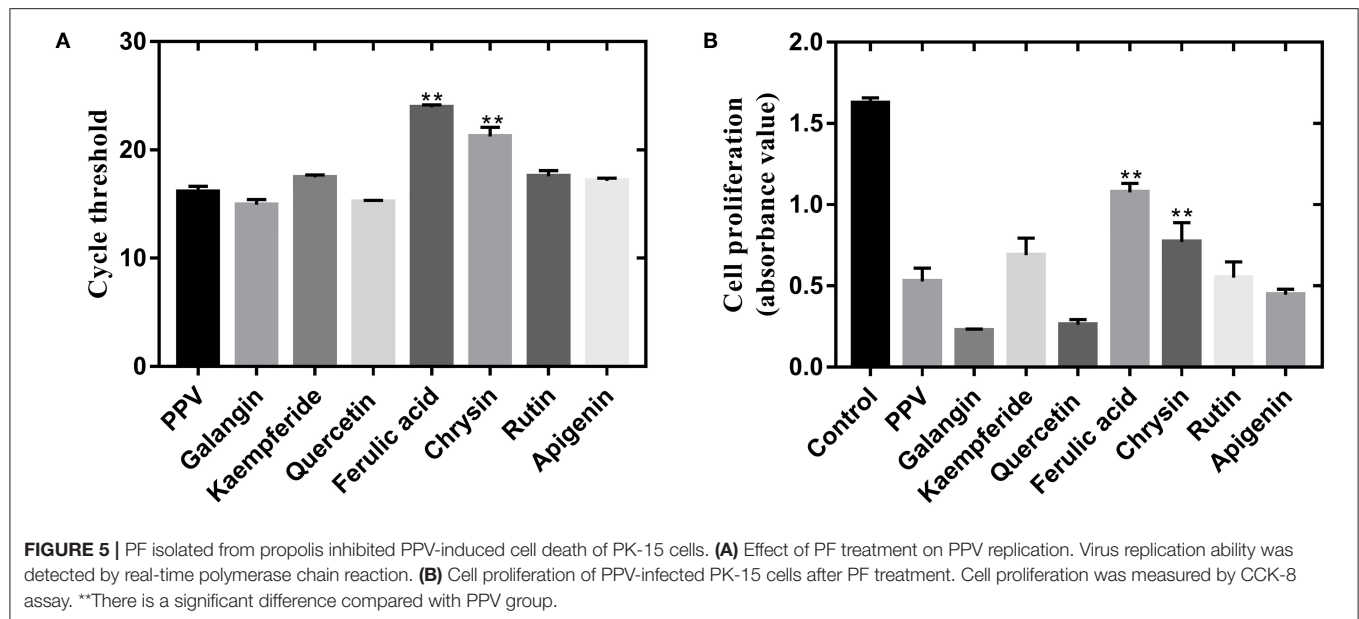 A
30
20
10
0
Cycle threshold
**
**
PPV
Galangin
Kaempferide
Quercetin
Ferulic acid
Chrysin
Rutin
Apigenin
B
2.0
1.5
1.0
0.5
0.0
Cell proliferation
(absorbance value)
**
**
Control
PPV
Galangin
Kaempferide
Quercetin
Ferulic acid
Chrysin
Rutin
Apigenin
FIGURE 5 | PF isolated from propolis inhibited PPV-induced cell death of PK-15 cells. (A) Effect of PF treatment on PPV replication. Virus replication ability was
detected by real-time polymerase chain reaction. (B) Cell proliferation of PPV-infected PK-15 cells after PF treatment. Cell proliferation was measured by CCK-8
assay. **There is a significant difference compared with PPV group.